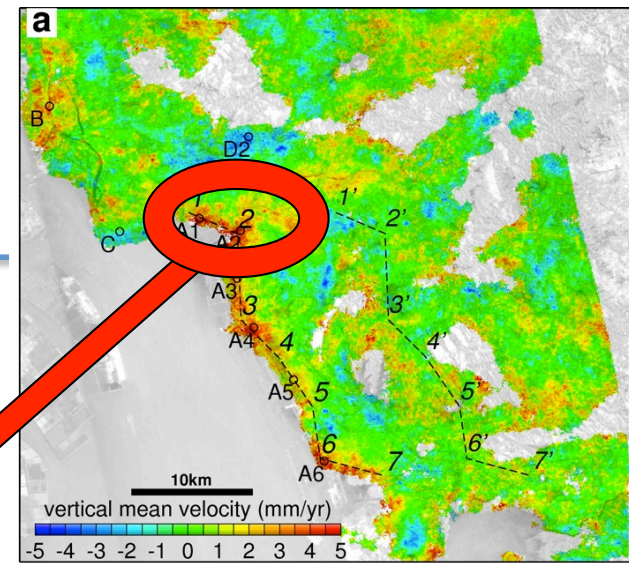 a
B
D2
1 1'
A1 2 2'
A2
C
A3
3 3'
A4 4 4'
A5 5 5'
6 6'
A6 7 7'
10km
vertical mean velocity (mm/yr)
-5 -4 -3 -2 -1 0 1 2 3 4 5